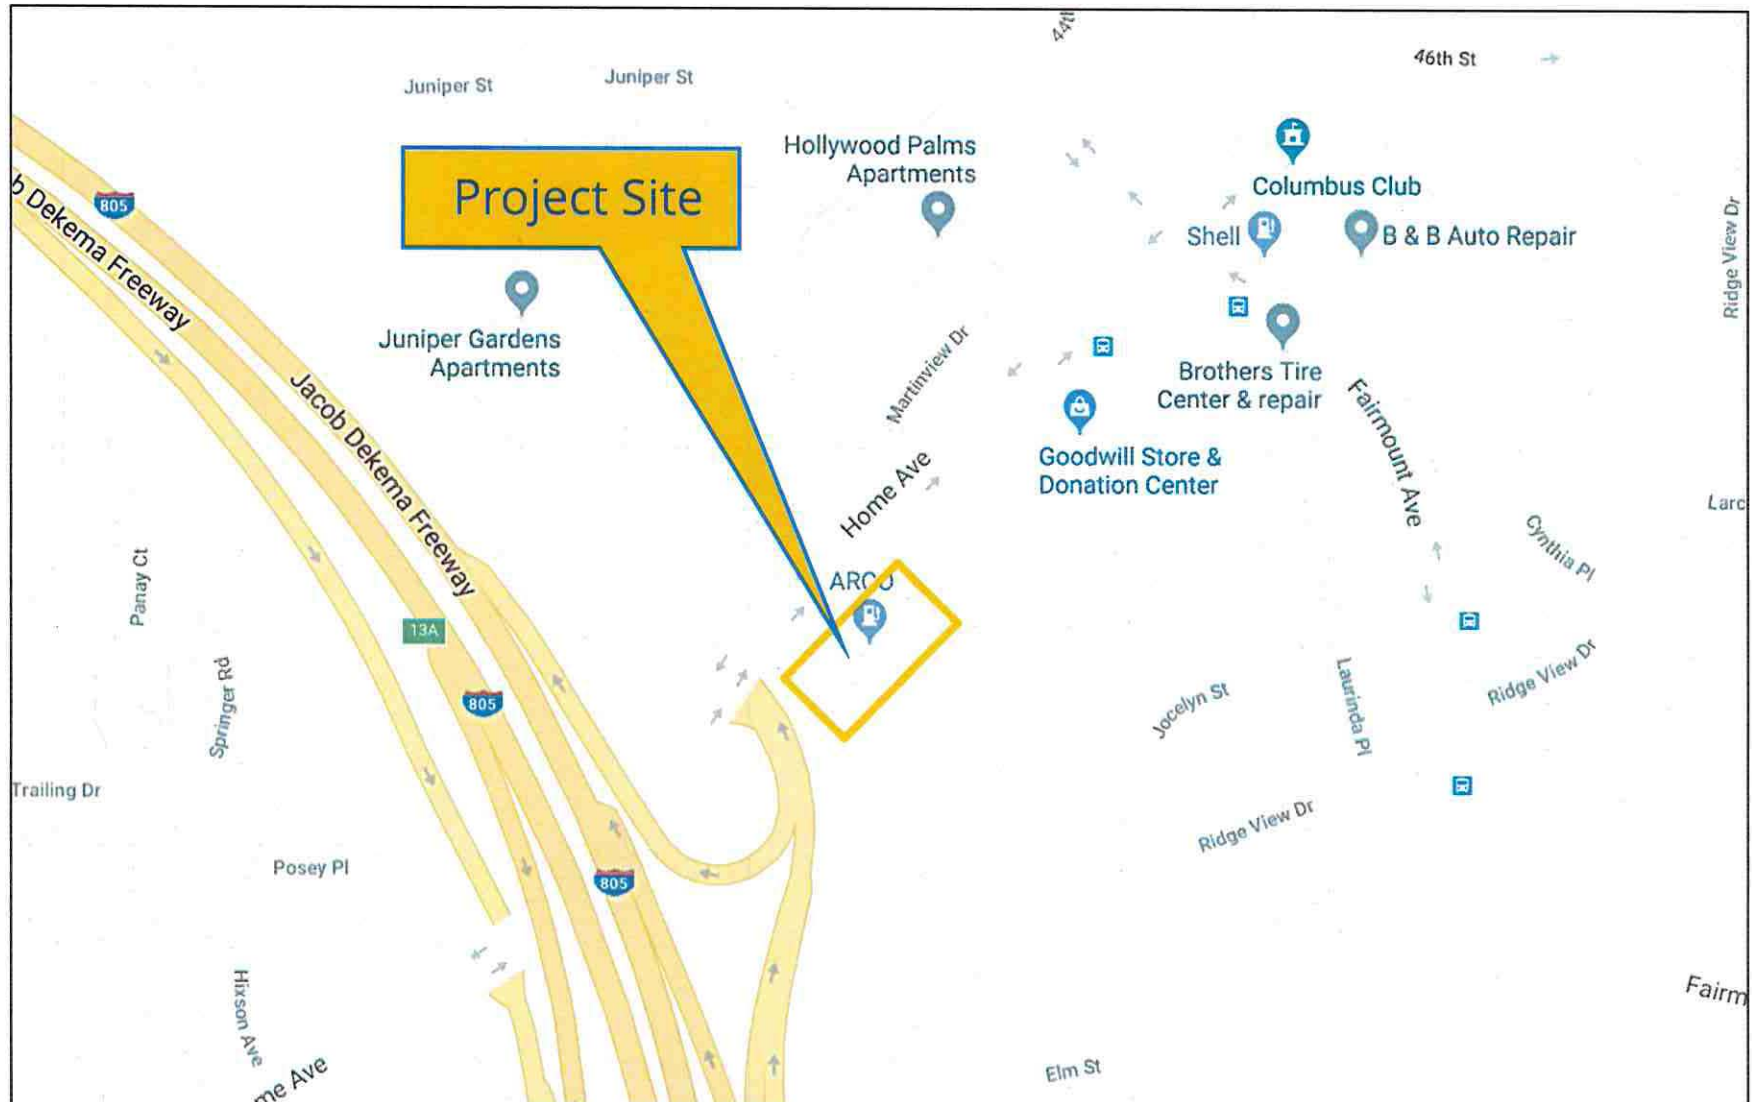 44th
46th St
Juniper St
Juniper St
Hollywood Palms
Apartments
Columbus Club
Project Site
805
b Dekema Freeway
Shell
B & B Auto Repair
Ridge View Dr
Juniper Gardens
Apartments
Martinview Dr
Brothers Tire
Center & repair
Jacob Dekema Freeway
Fairmount Ave
Goodwill Store &
Donation Center
Home Ave
Larc
Cynthia Pl
Panay Ct
ARCO
13A
Springer Rd
805
Jocelyn St
Laurinda Pl
Ridge View Dr
Trailing Dr
Ridge View Dr
Posey Pl
805
Hixson Ave
Fairm
me Ave
Elm St